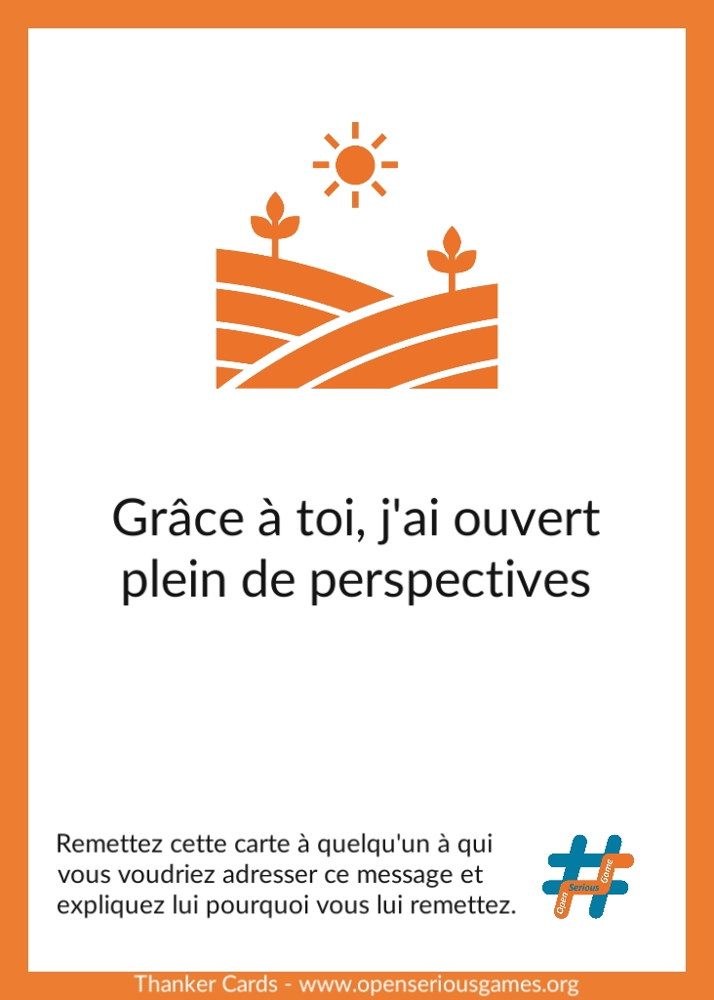 Grâce à toi, j'ai ouvert
plein de perspectives
Remettez cette carte à quelqu'un à qui
vous voudriez adresser ce message et
expliquez lui pourquoi vous lui remettez.
Open Serious Game
Thanker Cards - www.openseriousgames.org